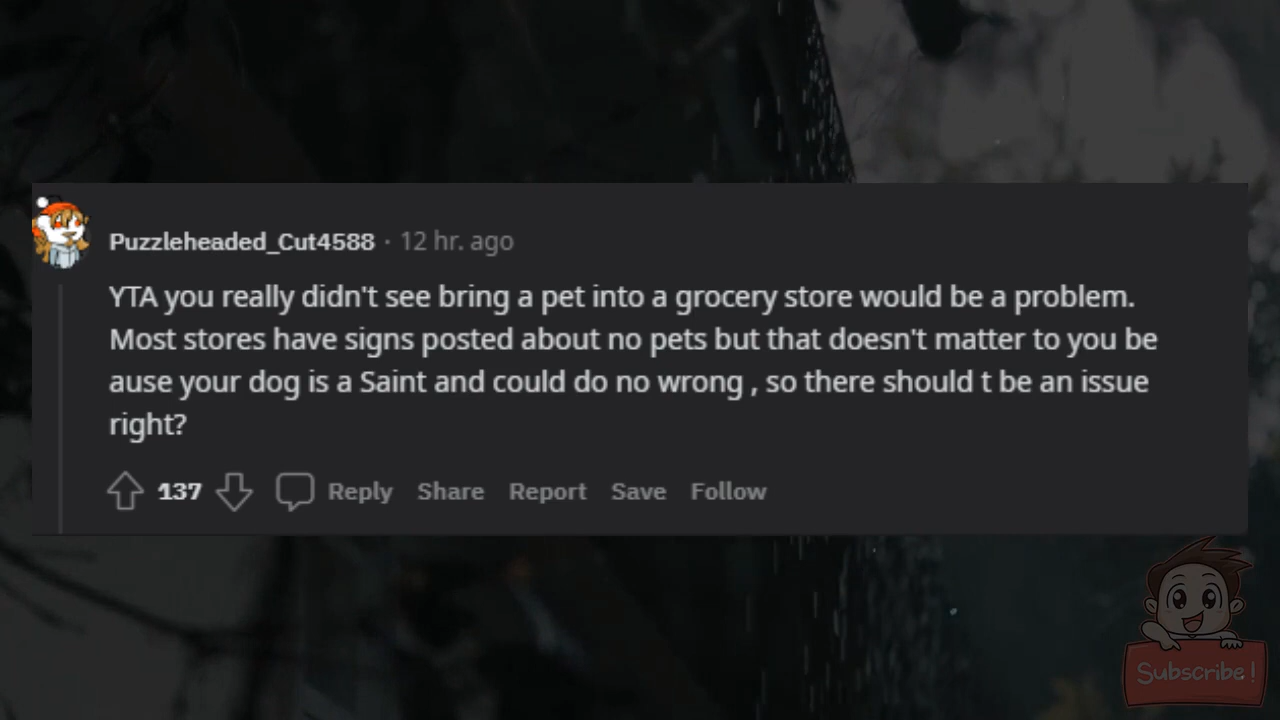 Puzzleheaded_Cut4588 · 12 hr. ago
YTA you really didn't see bring a pet into a grocery store would be a problem.
Most stores have signs posted about no pets but that doesn't matter to you be
ause your dog is a Saint and could do no wrong , so there should t be an issue
right?
137 Reply Share Report Save Follow
Subscribe!